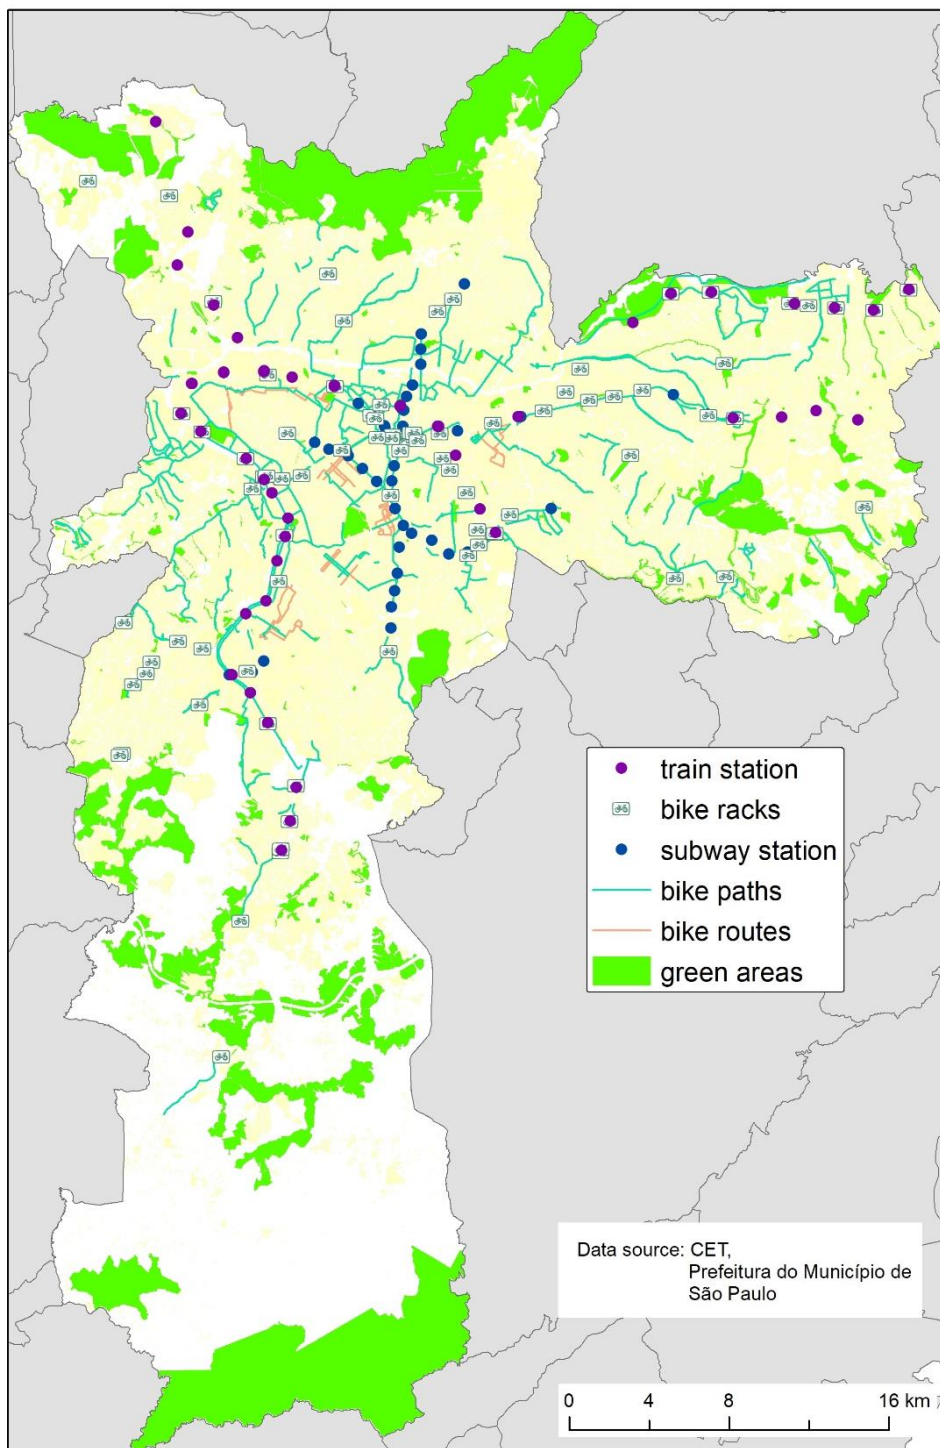 train station
bike racks
subway station
bike paths
bike routes
green areas
Data source: CET,
Prefeitura do Município de
São Paulo
0 4 8 16 km